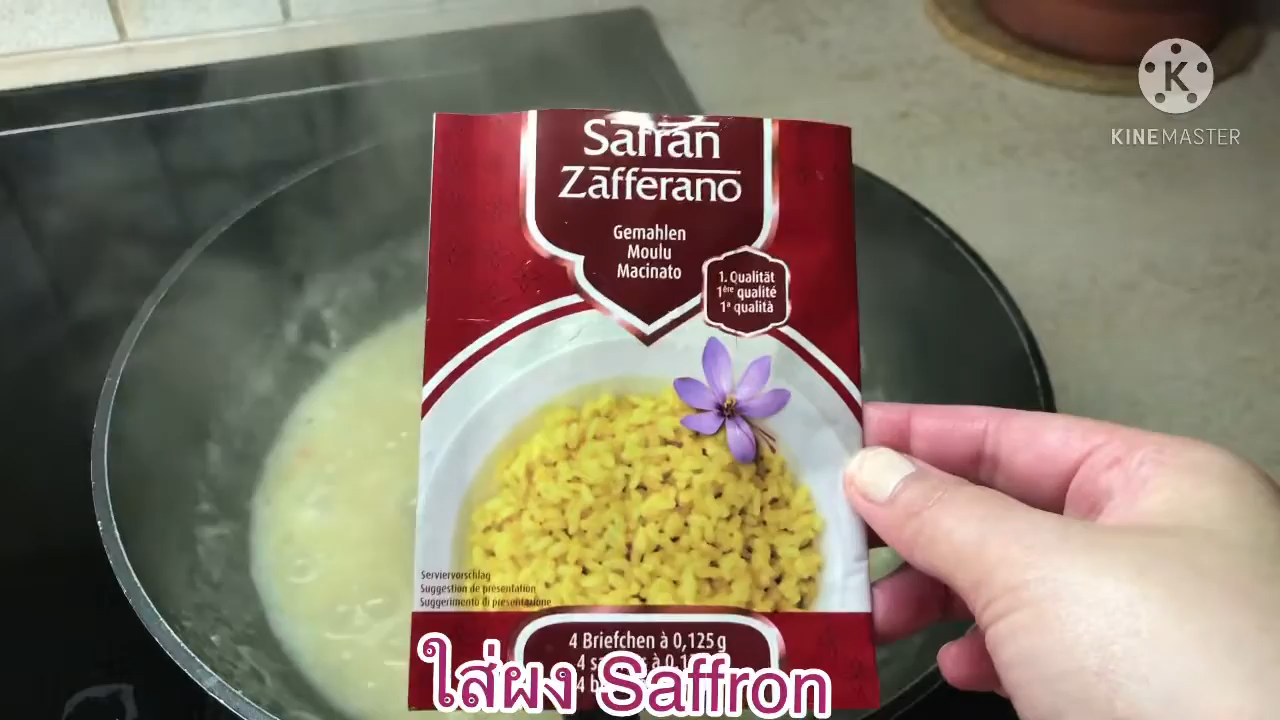 KINEMASTER
Safran
Zafferano
Gemahlen
Moulu
Macinato
1. Qualität
1ère qualité
1a qualità
Serviervorschlag
Suggestion de présentation
Suggerimento di presentazione
4 Briefchen à 0,125 g
ใส่ผง Saffron